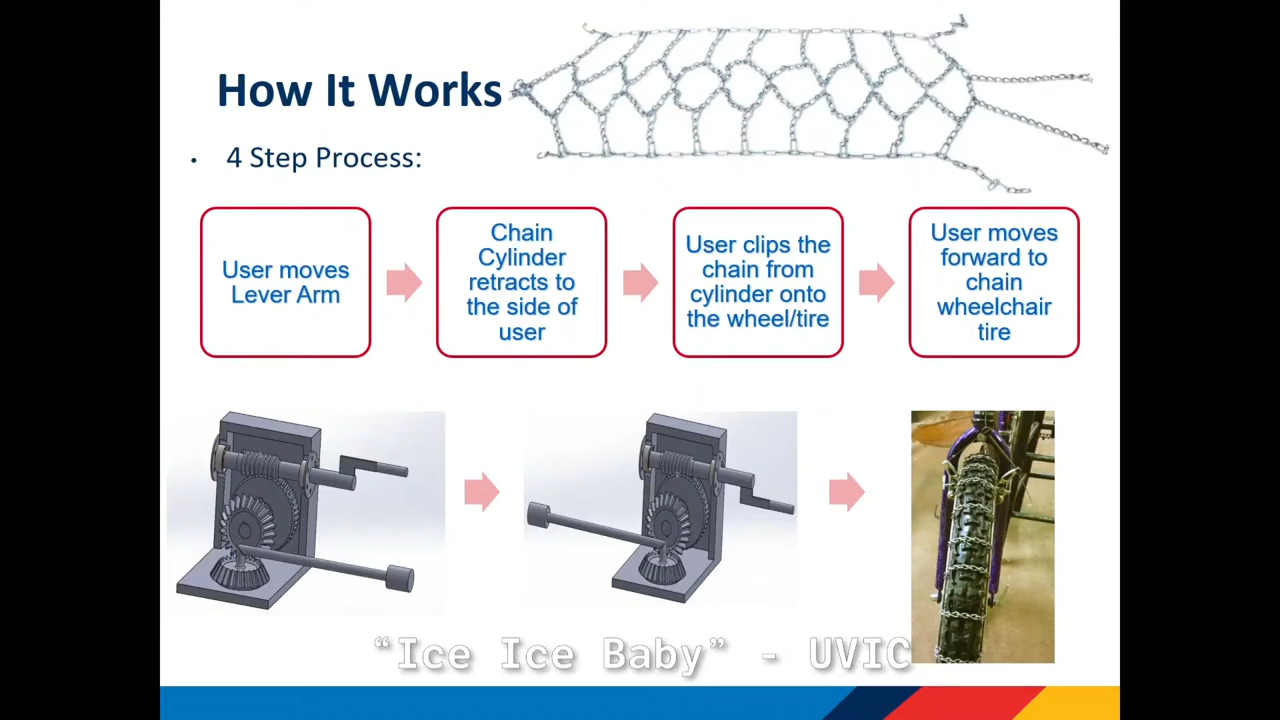 How It Works
• 4 Step Process:
User moves
Lever Arm
Chain
Cylinder
retracts to
the side of
user
User clips the
chain from
cylinder onto
the wheel/tire
User moves
forward to
chain
wheelchair
tire
“Ice Ice Baby” - UVIC